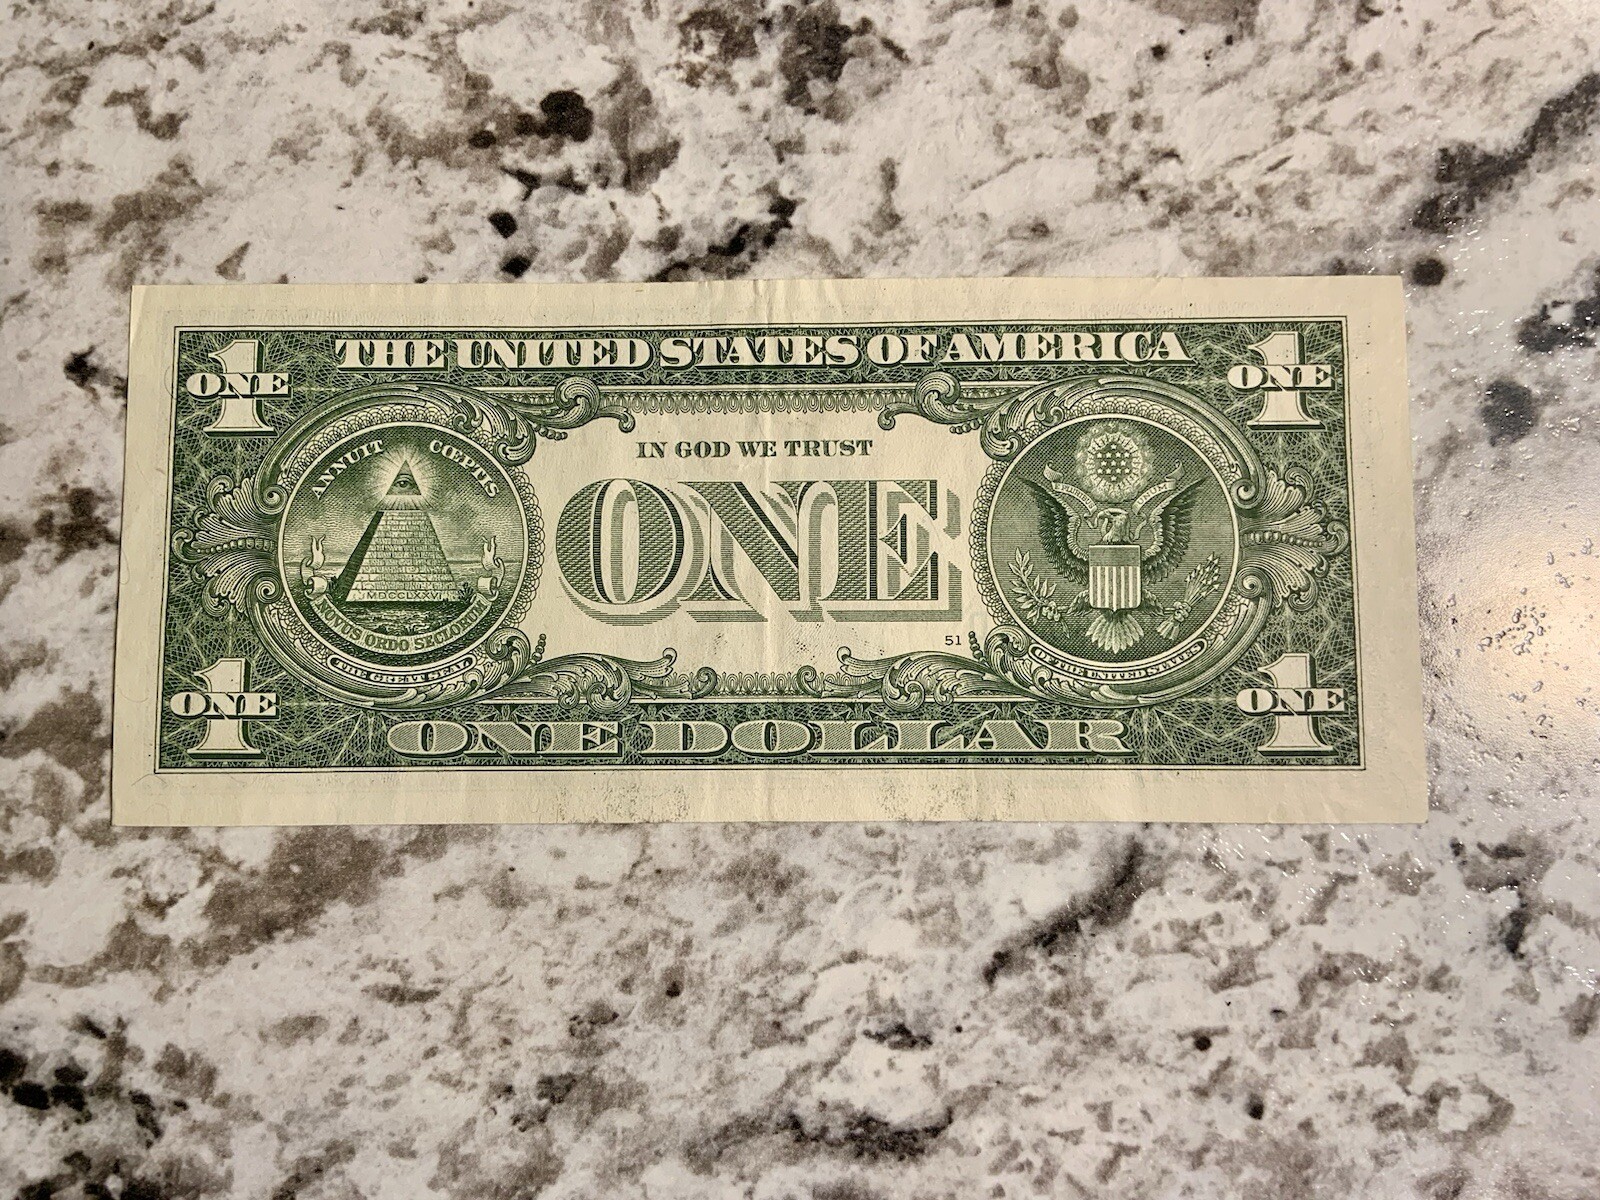 THE UNITED STATES OF AMERICA
1
ONE
1
ONE
ANNUIT CŒPTIS
IN GOD WE TRUST
ONE
MDCCLXXVI
NOVUS ORDO SECLORUM
THE GREAT SEAL
51
OF THE UNITED STATES
1
ONE
1
ONE
ONE DOLLAR